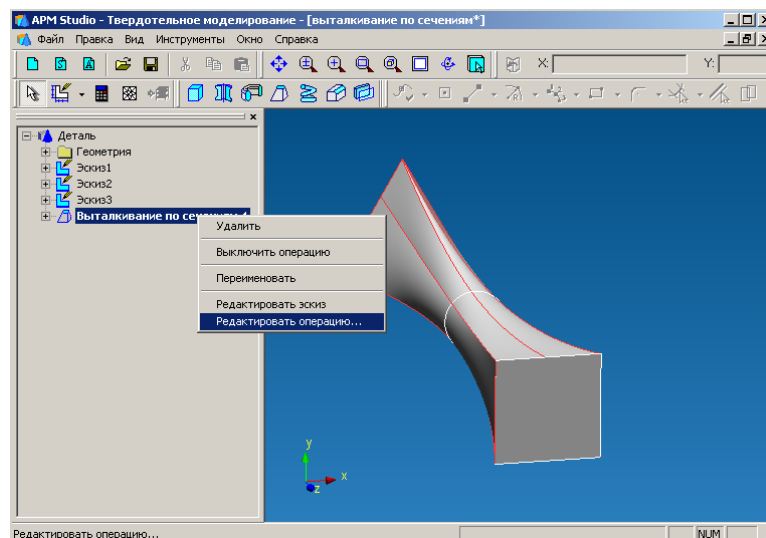 APM Studio - Твердотельное моделирование - [выталкивание по сечениям*]
Файл Правка Вид Инструменты Окно Справка
X: Y:
Деталь
Геометрия
Эскиз1
Эскиз2
Эскиз3
Выталкивание по сечениям 4
Удалить
Выключить операцию
Переименовать
Редактировать эскиз
Редактировать операцию...
y
x
z
Редактировать операцию... NUM